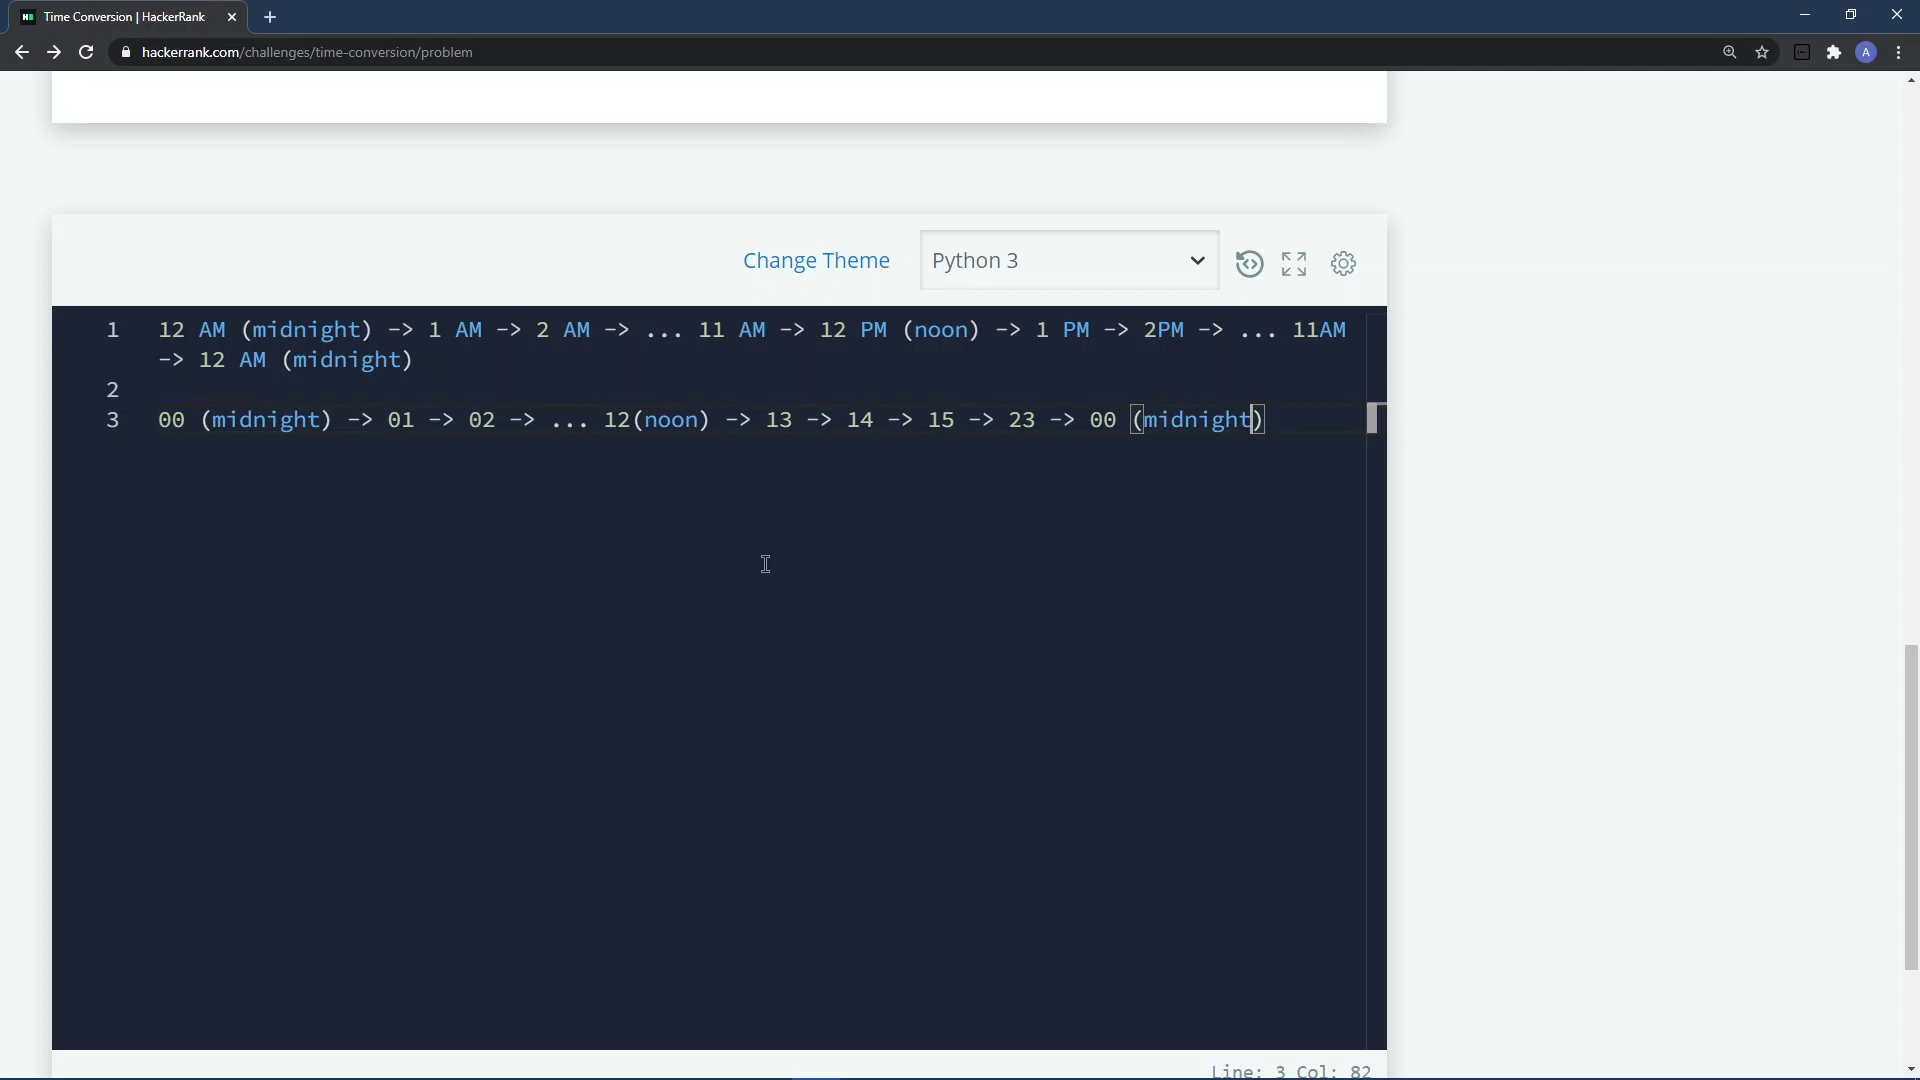 Time Conversion | HackerRank
hackerrank.com/challenges/time-conversion/problem
A
Change Theme
Python 3
1 12 AM (midnight) -> 1 AM -> 2 AM -> ... 11 AM -> 12 PM (noon) -> 1 PM -> 2PM -> ... 11AM
-> 12 AM (midnight)
2
3 00 (midnight) -> 01 -> 02 -> ... 12(noon) -> 13 -> 14 -> 15 -> 23 -> 00 (midnight)
Line: 3 Col: 82